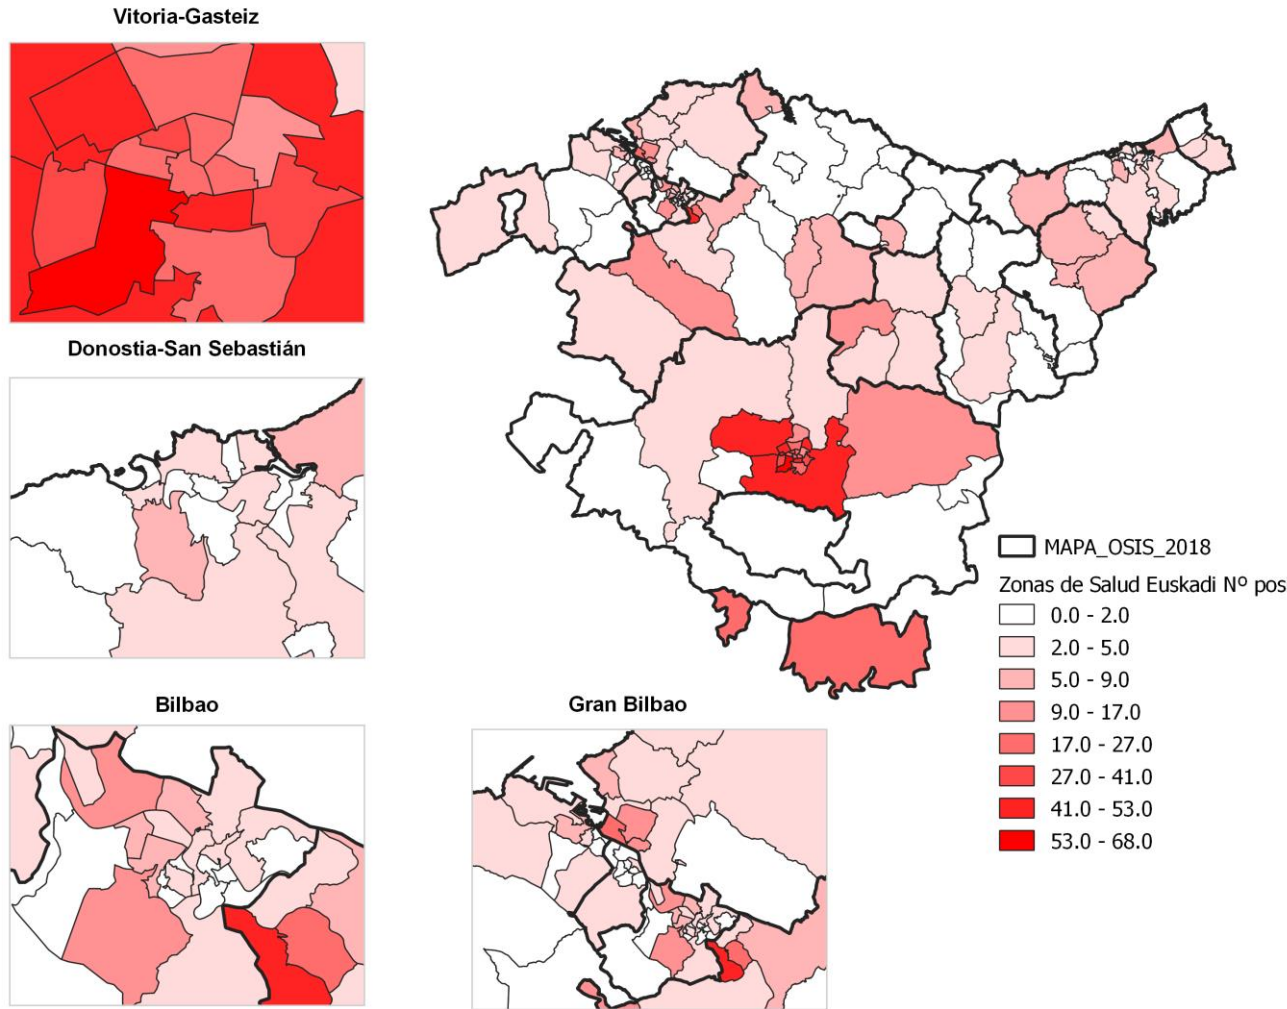 Vitoria-Gasteiz
Donostia-San Sebastián
Bilbao
Gran Bilbao
MAPA_OSIS_2018
Zonas de Salud Euskadi Nº pos
0.0 - 2.0
2.0 - 5.0
5.0 - 9.0
9.0 - 17.0
17.0 - 27.0
27.0 - 41.0
41.0 - 53.0
53.0 - 68.0